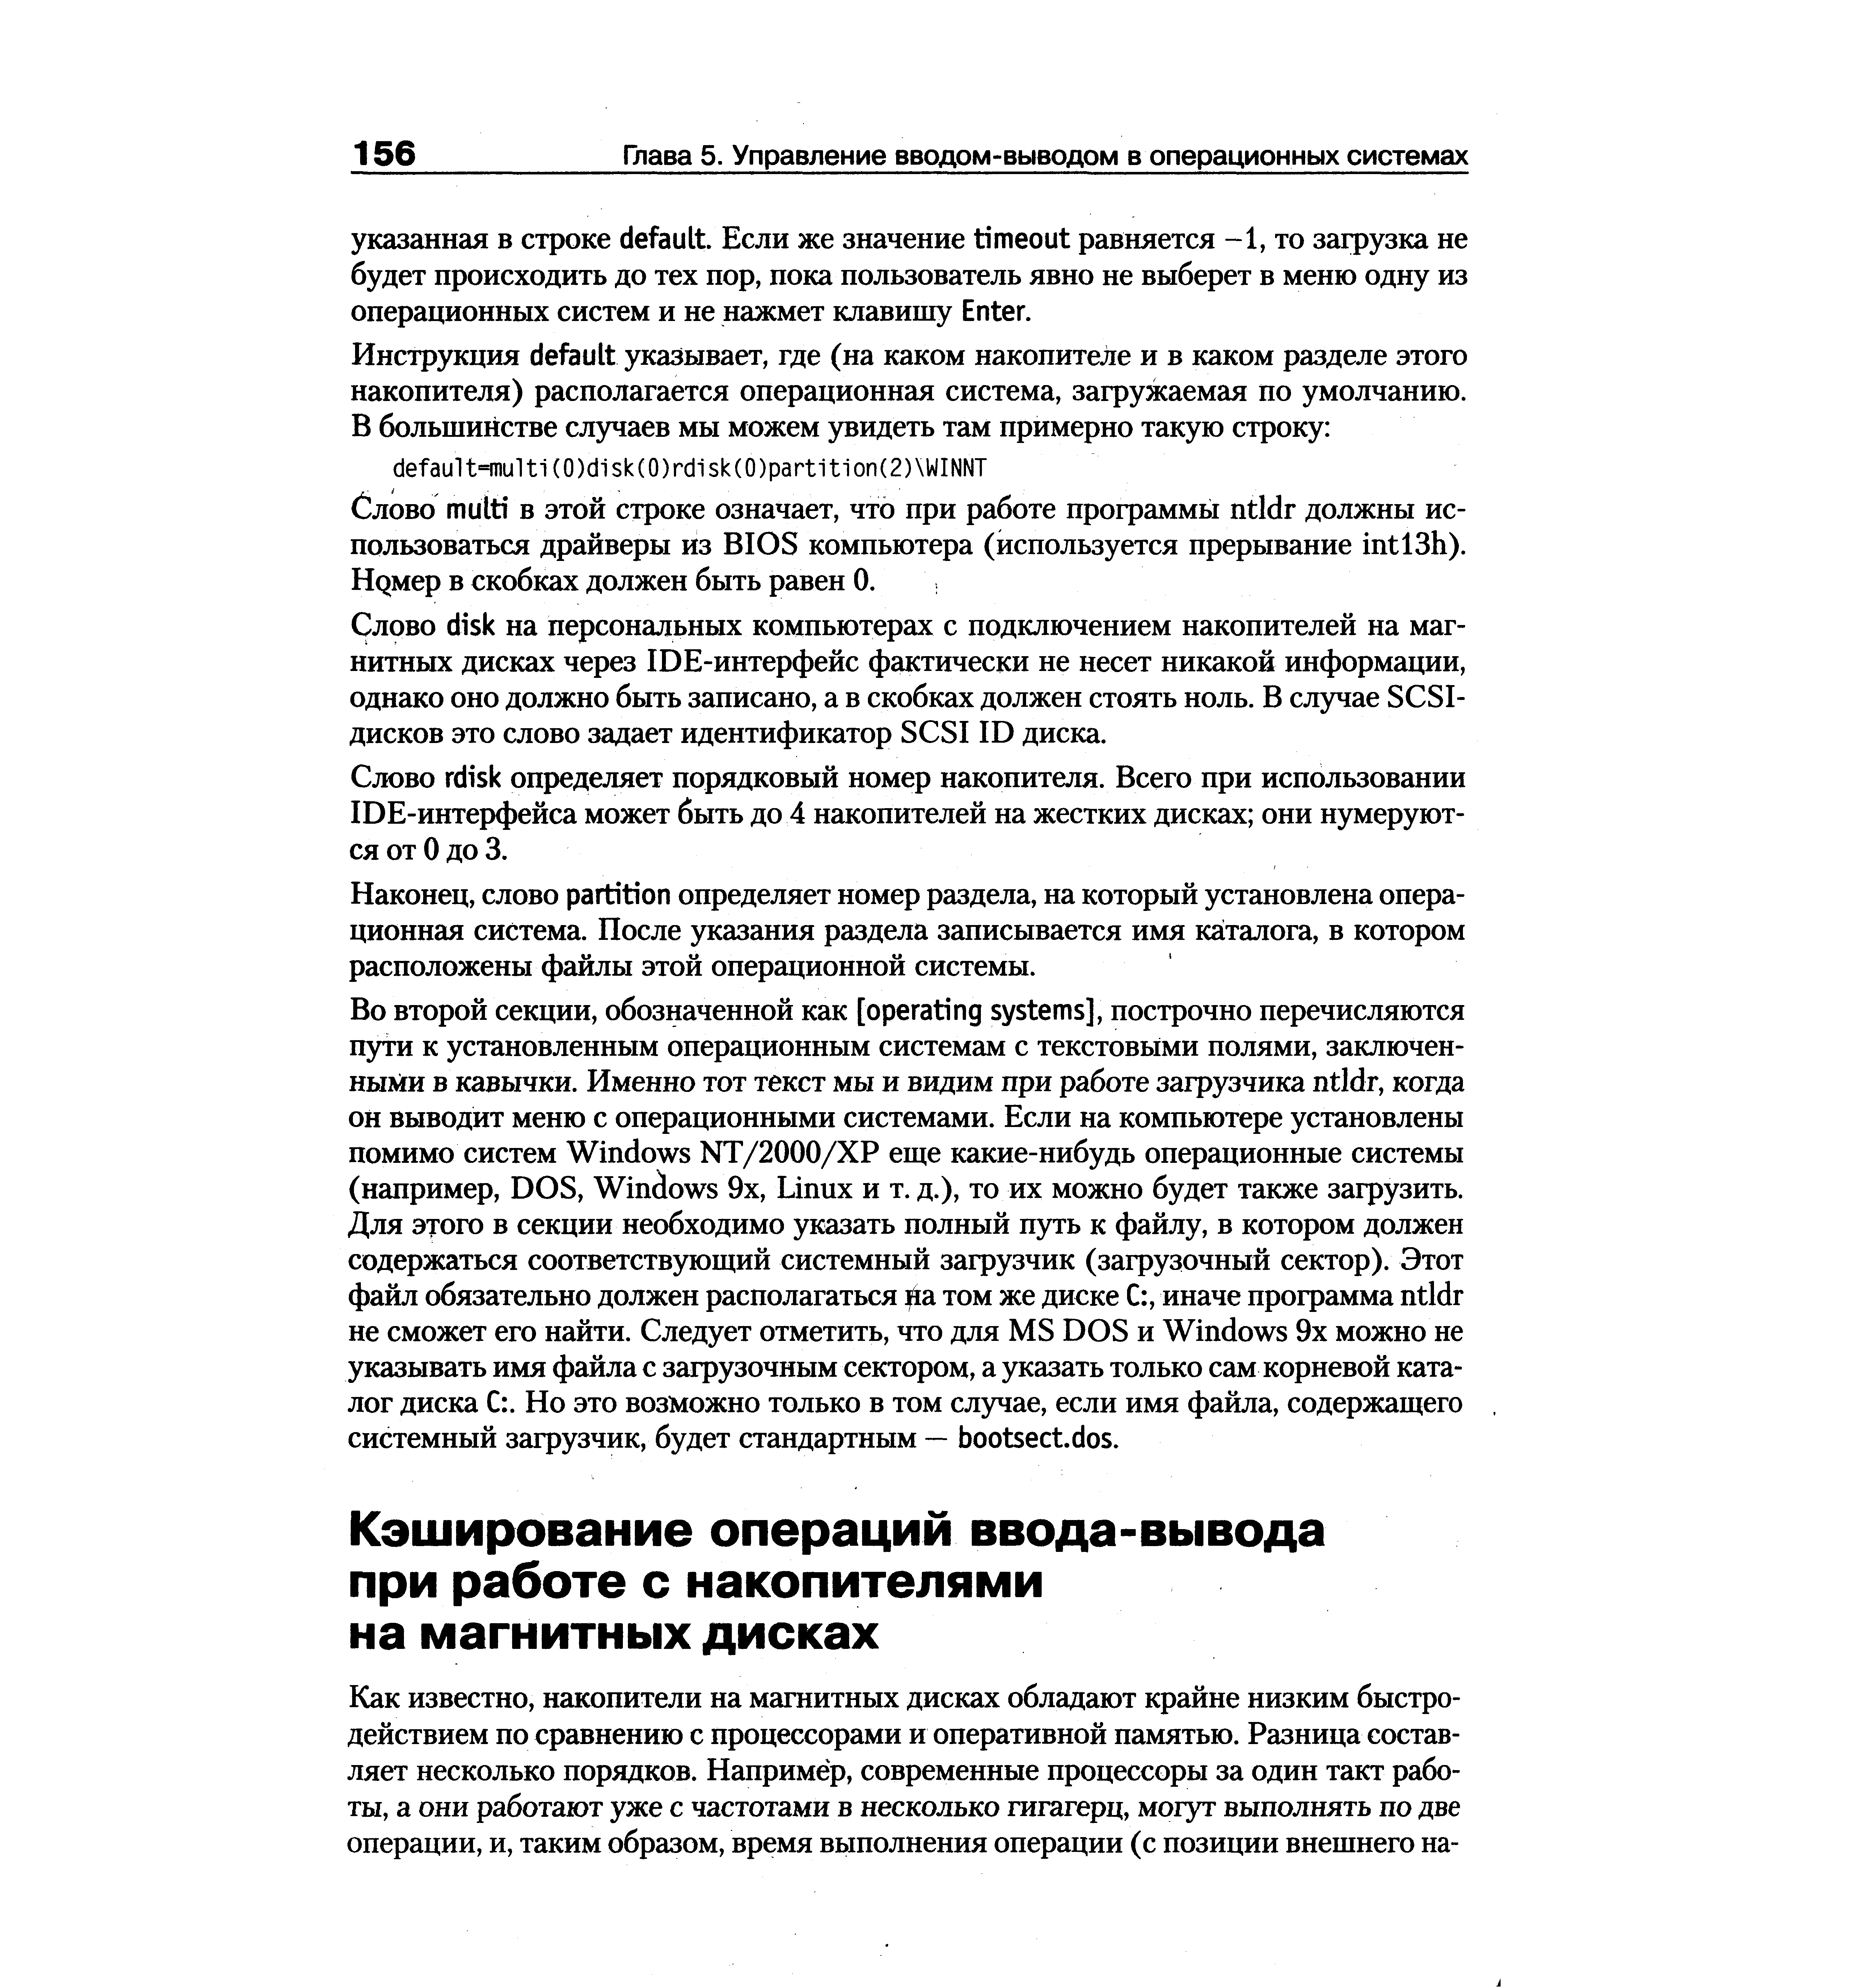 156 Глава 5. Управление вводом-выводом в операционных системах
указанная в строке default. Если же значение timeout равняется –1, то загрузка не
будет происходить до тех пор, пока пользователь явно не выберет в меню одну из
операционных систем и не нажмет клавишу Enter.
Инструкция default указывает, где (на каком накопителе и в каком разделе этого
накопителя) располагается операционная система, загружаемая по умолчанию.
В большинстве случаев мы можем увидеть там примерно такую строку:
default=multi(0)disk(0)rdisk(0)partition(2)\WINNT
Слово multi в этой строке означает, что при работе программы ntldr должны ис-
пользоваться драйверы из BIOS компьютера (используется прерывание int13h).
Номер в скобках должен быть равен 0.
Слово disk на персональных компьютерах с подключением накопителей на маг-
нитных дисках через IDE-интерфейс фактически не несет никакой информации,
однако оно должно быть записано, а в скобках должен стоять ноль. В случае SCSI-
дисков это слово задает идентификатор SCSI ID диска.
Слово rdisk определяет порядковый номер накопителя. Всего при использовании
IDE-интерфейса может быть до 4 накопителей на жестких дисках; они нумеруют-
ся от 0 до 3.
Наконец, слово partition определяет номер раздела, на который установлена опера-
ционная система. После указания раздела записывается имя каталога, в котором
расположены файлы этой операционной системы.
Во второй секции, обозначенной как [operating systems], построчно перечисляются
пути к установленным операционным системам с текстовыми полями, заключен-
ными в кавычки. Именно тот текст мы и видим при работе загрузчика ntldr, когда
он выводит меню с операционными системами. Если на компьютере установлены
помимо систем Windows NT/2000/XP еще какие-нибудь операционные системы
(например, DOS, Windows 9x, Linux и т. д.), то их можно будет также загрузить.
Для этого в секции необходимо указать полный путь к файлу, в котором должен
содержаться соответствующий системный загрузчик (загрузочный сектор). Этот
файл обязательно должен располагаться на том же диске C:, иначе программа ntldr
не сможет его найти. Следует отметить, что для MS DOS и Windows 9x можно не
указывать имя файла с загрузочным сектором, а указать только сам корневой ката-
лог диска C:. Но это возможно только в том случае, если имя файла, содержащего
системный загрузчик, будет стандартным — bootsect.dos.
Кэширование операций ввода-вывода
при работе с накопителями
на магнитных дисках
Как известно, накопители на магнитных дисках обладают крайне низким быстро-
действием по сравнению с процессорами и оперативной памятью. Разница состав-
ляет несколько порядков. Например, современные процессоры за один такт рабо-
ты, а они работают уже с частотами в несколько гигагерц, могут выполнять по две
операции, и, таким образом, время выполнения операции (с позиции внешнего на-